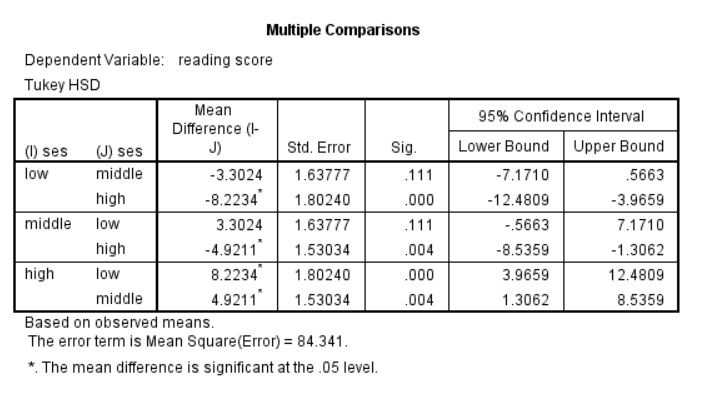 Multiple Comparisons
Dependent Variable: reading score
Tukey HSD
(I) ses (J) ses Mean Difference (I-J) Std. Error Sig. 95% Confidence Interval
Lower Bound Upper Bound
low middle -3.3024 1.63777 .111 -7.1710 .5663
high -8.2234* 1.80240 .000 -12.4809 -3.9659
middle low 3.3024 1.63777 .111 -.5663 7.1710
high -4.9211* 1.53034 .004 -8.5359 -1.3062
high low 8.2234* 1.80240 .000 3.9659 12.4809
middle 4.9211* 1.53034 .004 1.3062 8.5359
Based on observed means.
The error term is Mean Square(Error) = 84.341.
*. The mean difference is significant at the .05 level.